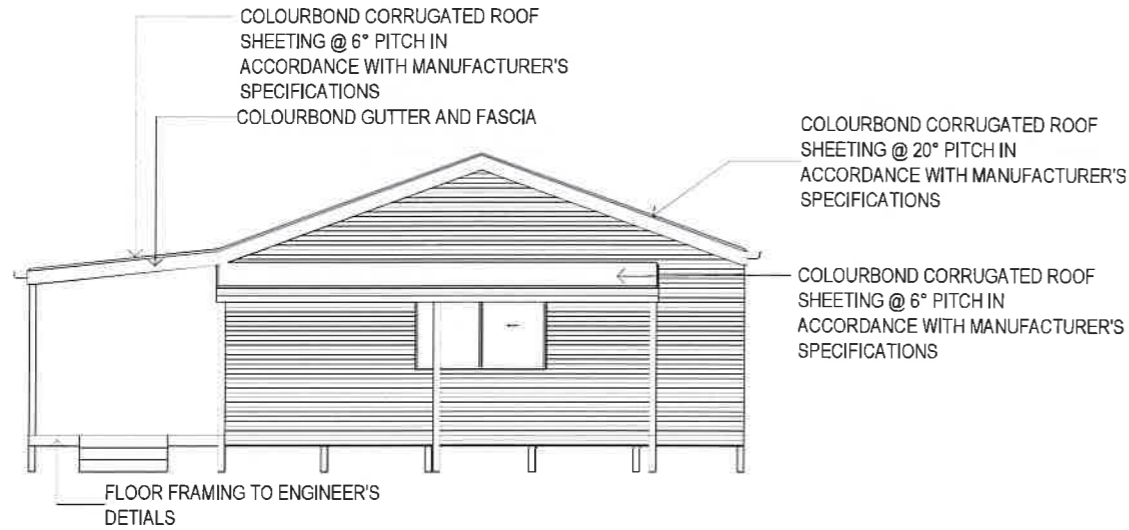 COLOURBOND CORRUGATED ROOF
SHEETING @ 6° PITCH IN
ACCORDANCE WITH MANUFACTURER'S
SPECIFICATIONS
COLOURBOND GUTTER AND FASCIA
COLOURBOND CORRUGATED ROOF
SHEETING @ 20° PITCH IN
ACCORDANCE WITH MANUFACTURER'S
SPECIFICATIONS
COLOURBOND CORRUGATED ROOF
SHEETING @ 6° PITCH IN
ACCORDANCE WITH MANUFACTURER'S
SPECIFICATIONS
FLOOR FRAMING TO ENGINEER'S
DETIALS